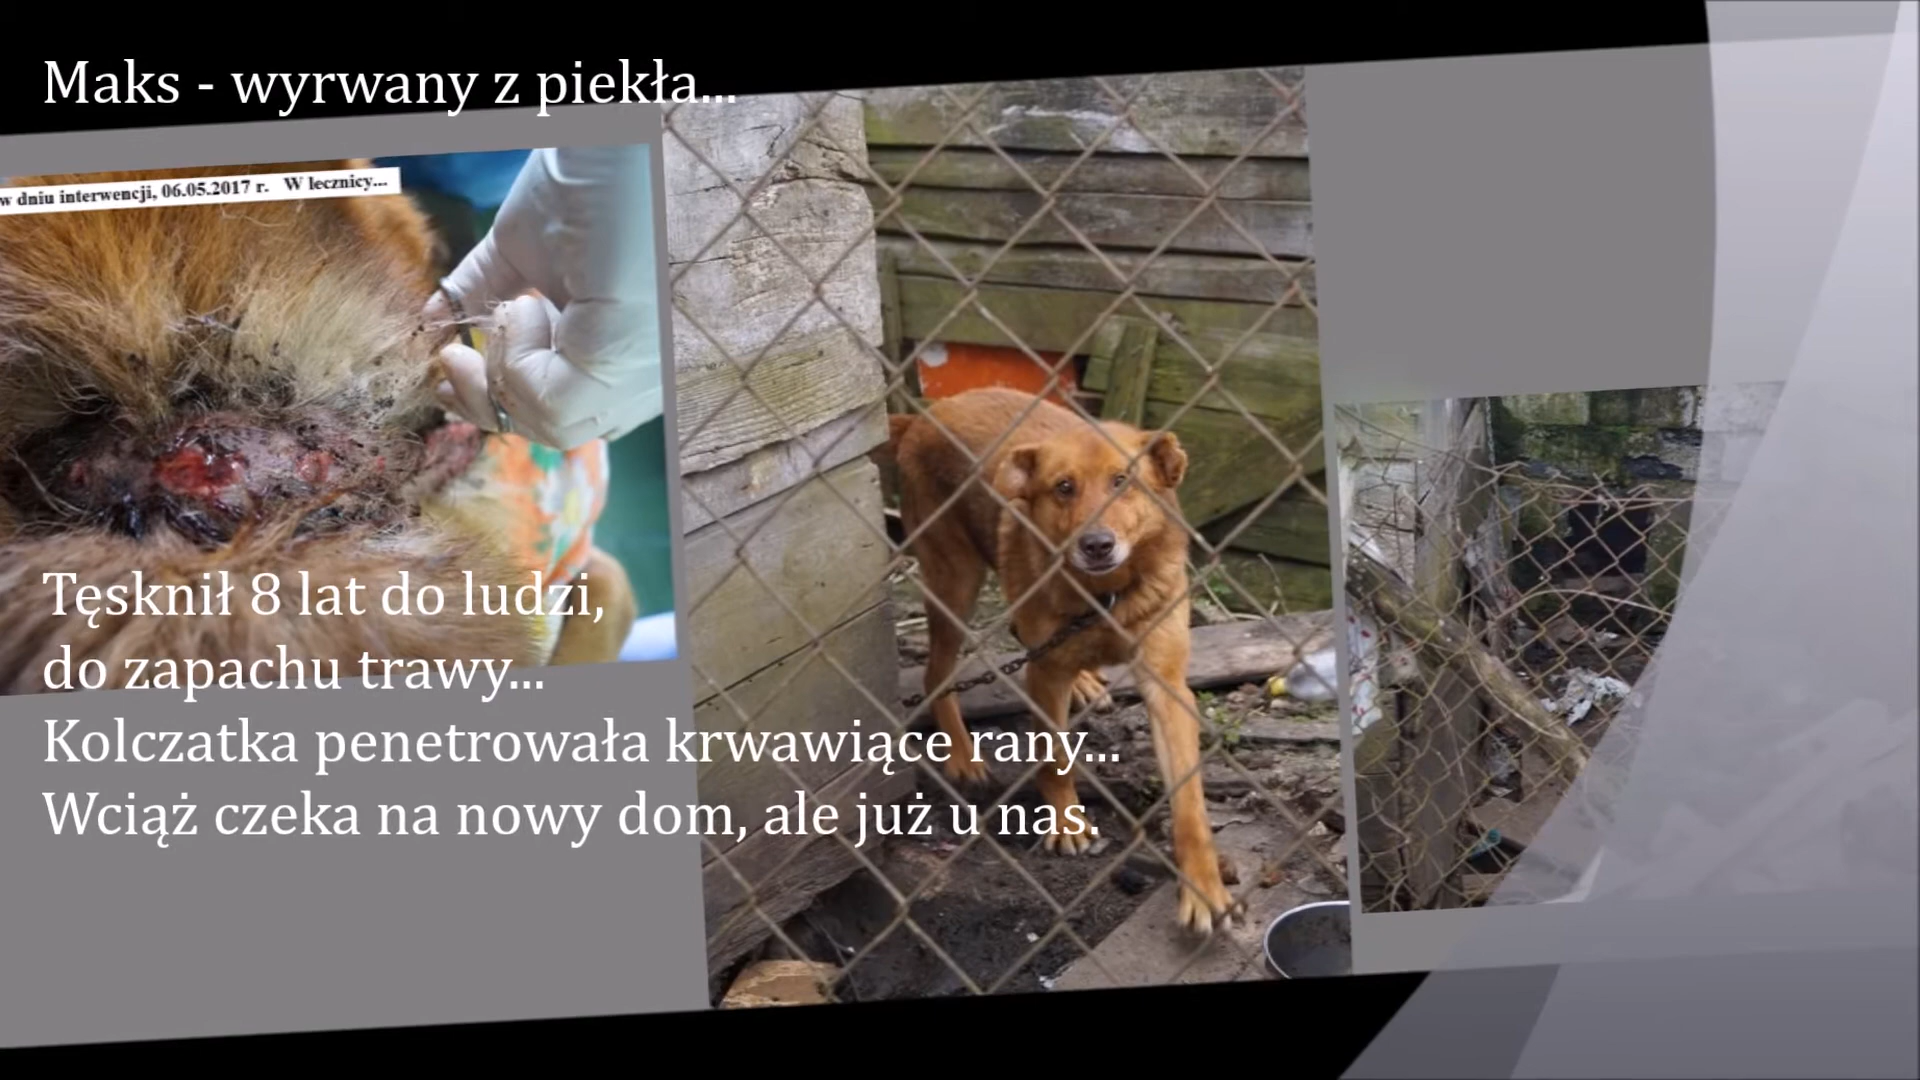 Maks - wyrwany z piekła...
w dniu interwencji, 06.05.2017 r. W lecznicy...
Tęsknił 8 lat do ludzi,
do zapachu trawy...
Kolczatka penetrowała krwawiące rany...
Wciąż czeka na nowy dom, ale już u nas.